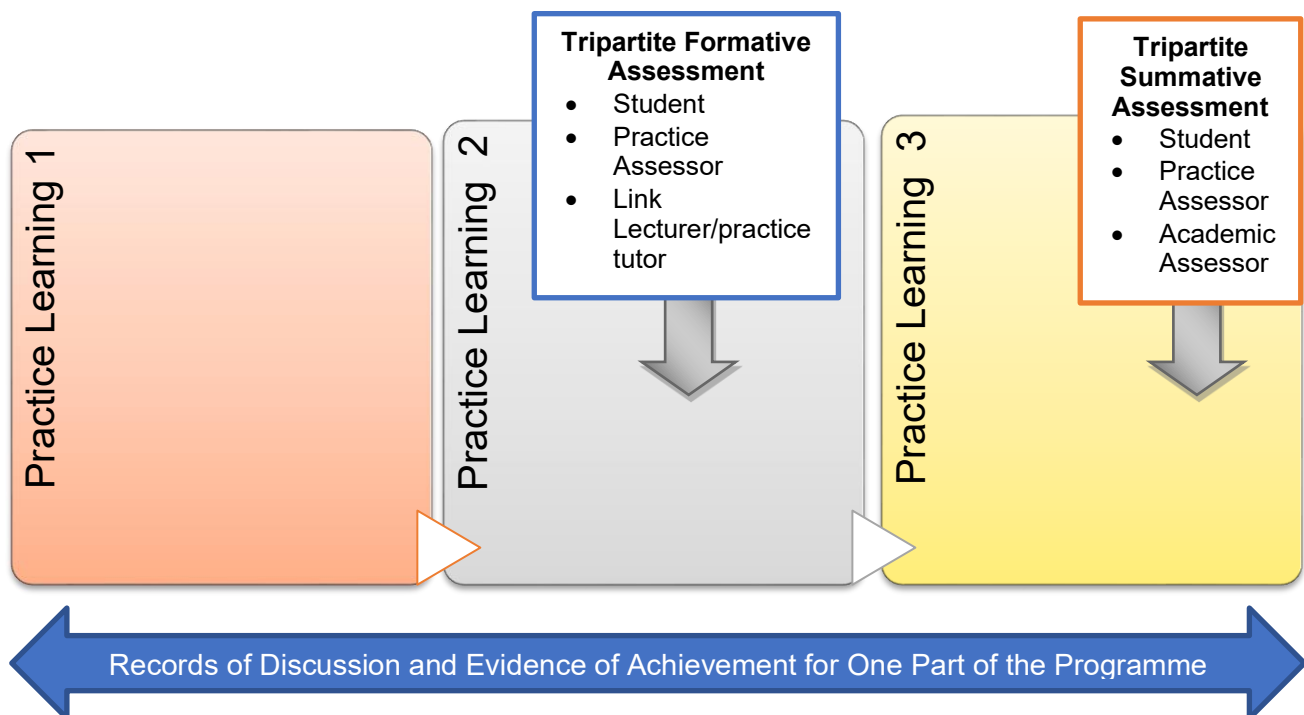 Practice Learning 1
Practice Learning 2
Tripartite Formative
Assessment
• Student
• Practice
Assessor
• Link
Lecturer/practice
tutor
Practice Learning 3
Tripartite
Summative
Assessment
• Student
• Practice
Assessor
• Academic
Assessor
Records of Discussion and Evidence of Achievement for One Part of the Programme